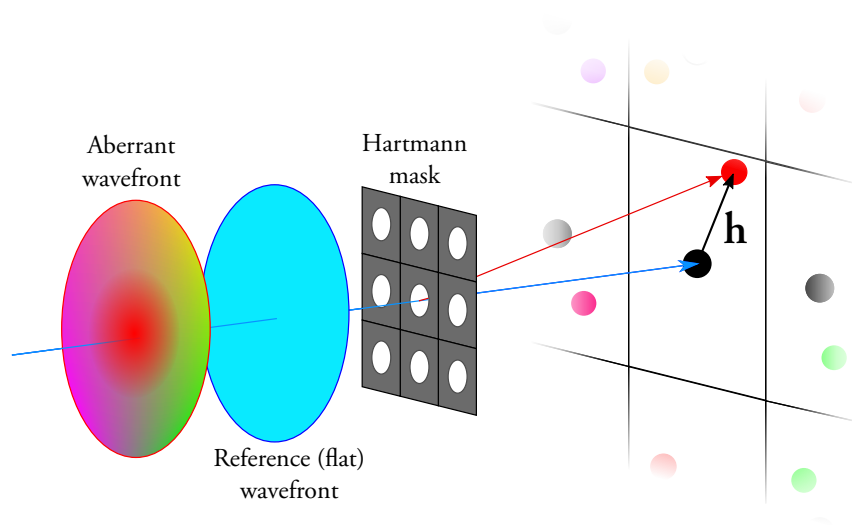 Aberrant
wavefront
Hartmann
mask
h
Reference (flat)
wavefront